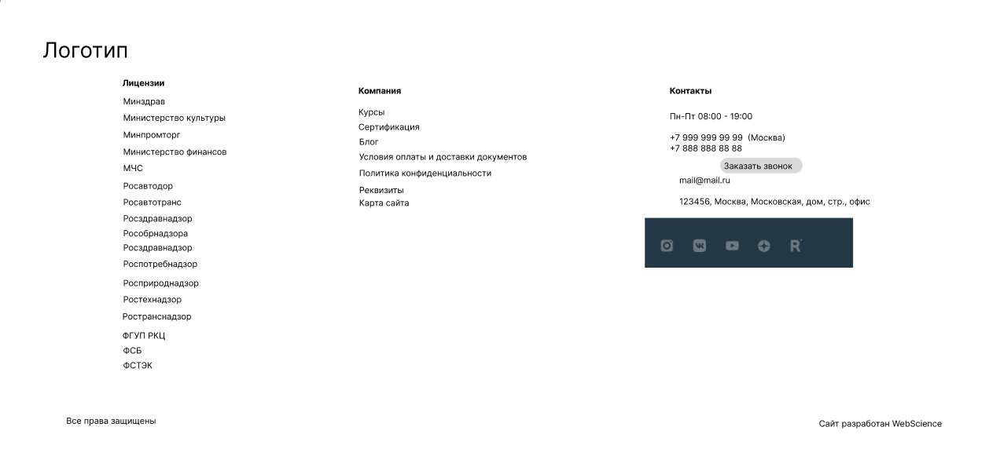 Логотип
Лицензии
Минздрав
Министерство культуры
Минпромторг
Министерство финансов
МЧС
Росавтодор
Росавтотранс
Росздравнадзор
Рособрнадзора
Росздравнадзор
Роспотребнадзор
Росприроднадзор
Ростехнадзор
Ространснадзор
ФГУП РКЦ
ФСБ
ФСТЭК
Компания
Курсы
Сертификация
Блог
Условия оплаты и доставки документов
Политика конфиденциальности
Реквизиты
Карта сайта
Контакты
Пн-Пт 08:00 - 19:00
+7 999 999 99 99 (Москва)
+7 888 888 88 88
Заказать звонок
mail@mail.ru
123456, Москва, Московская, дом, стр., офис
Все права защищены
Сайт разработан WebScience